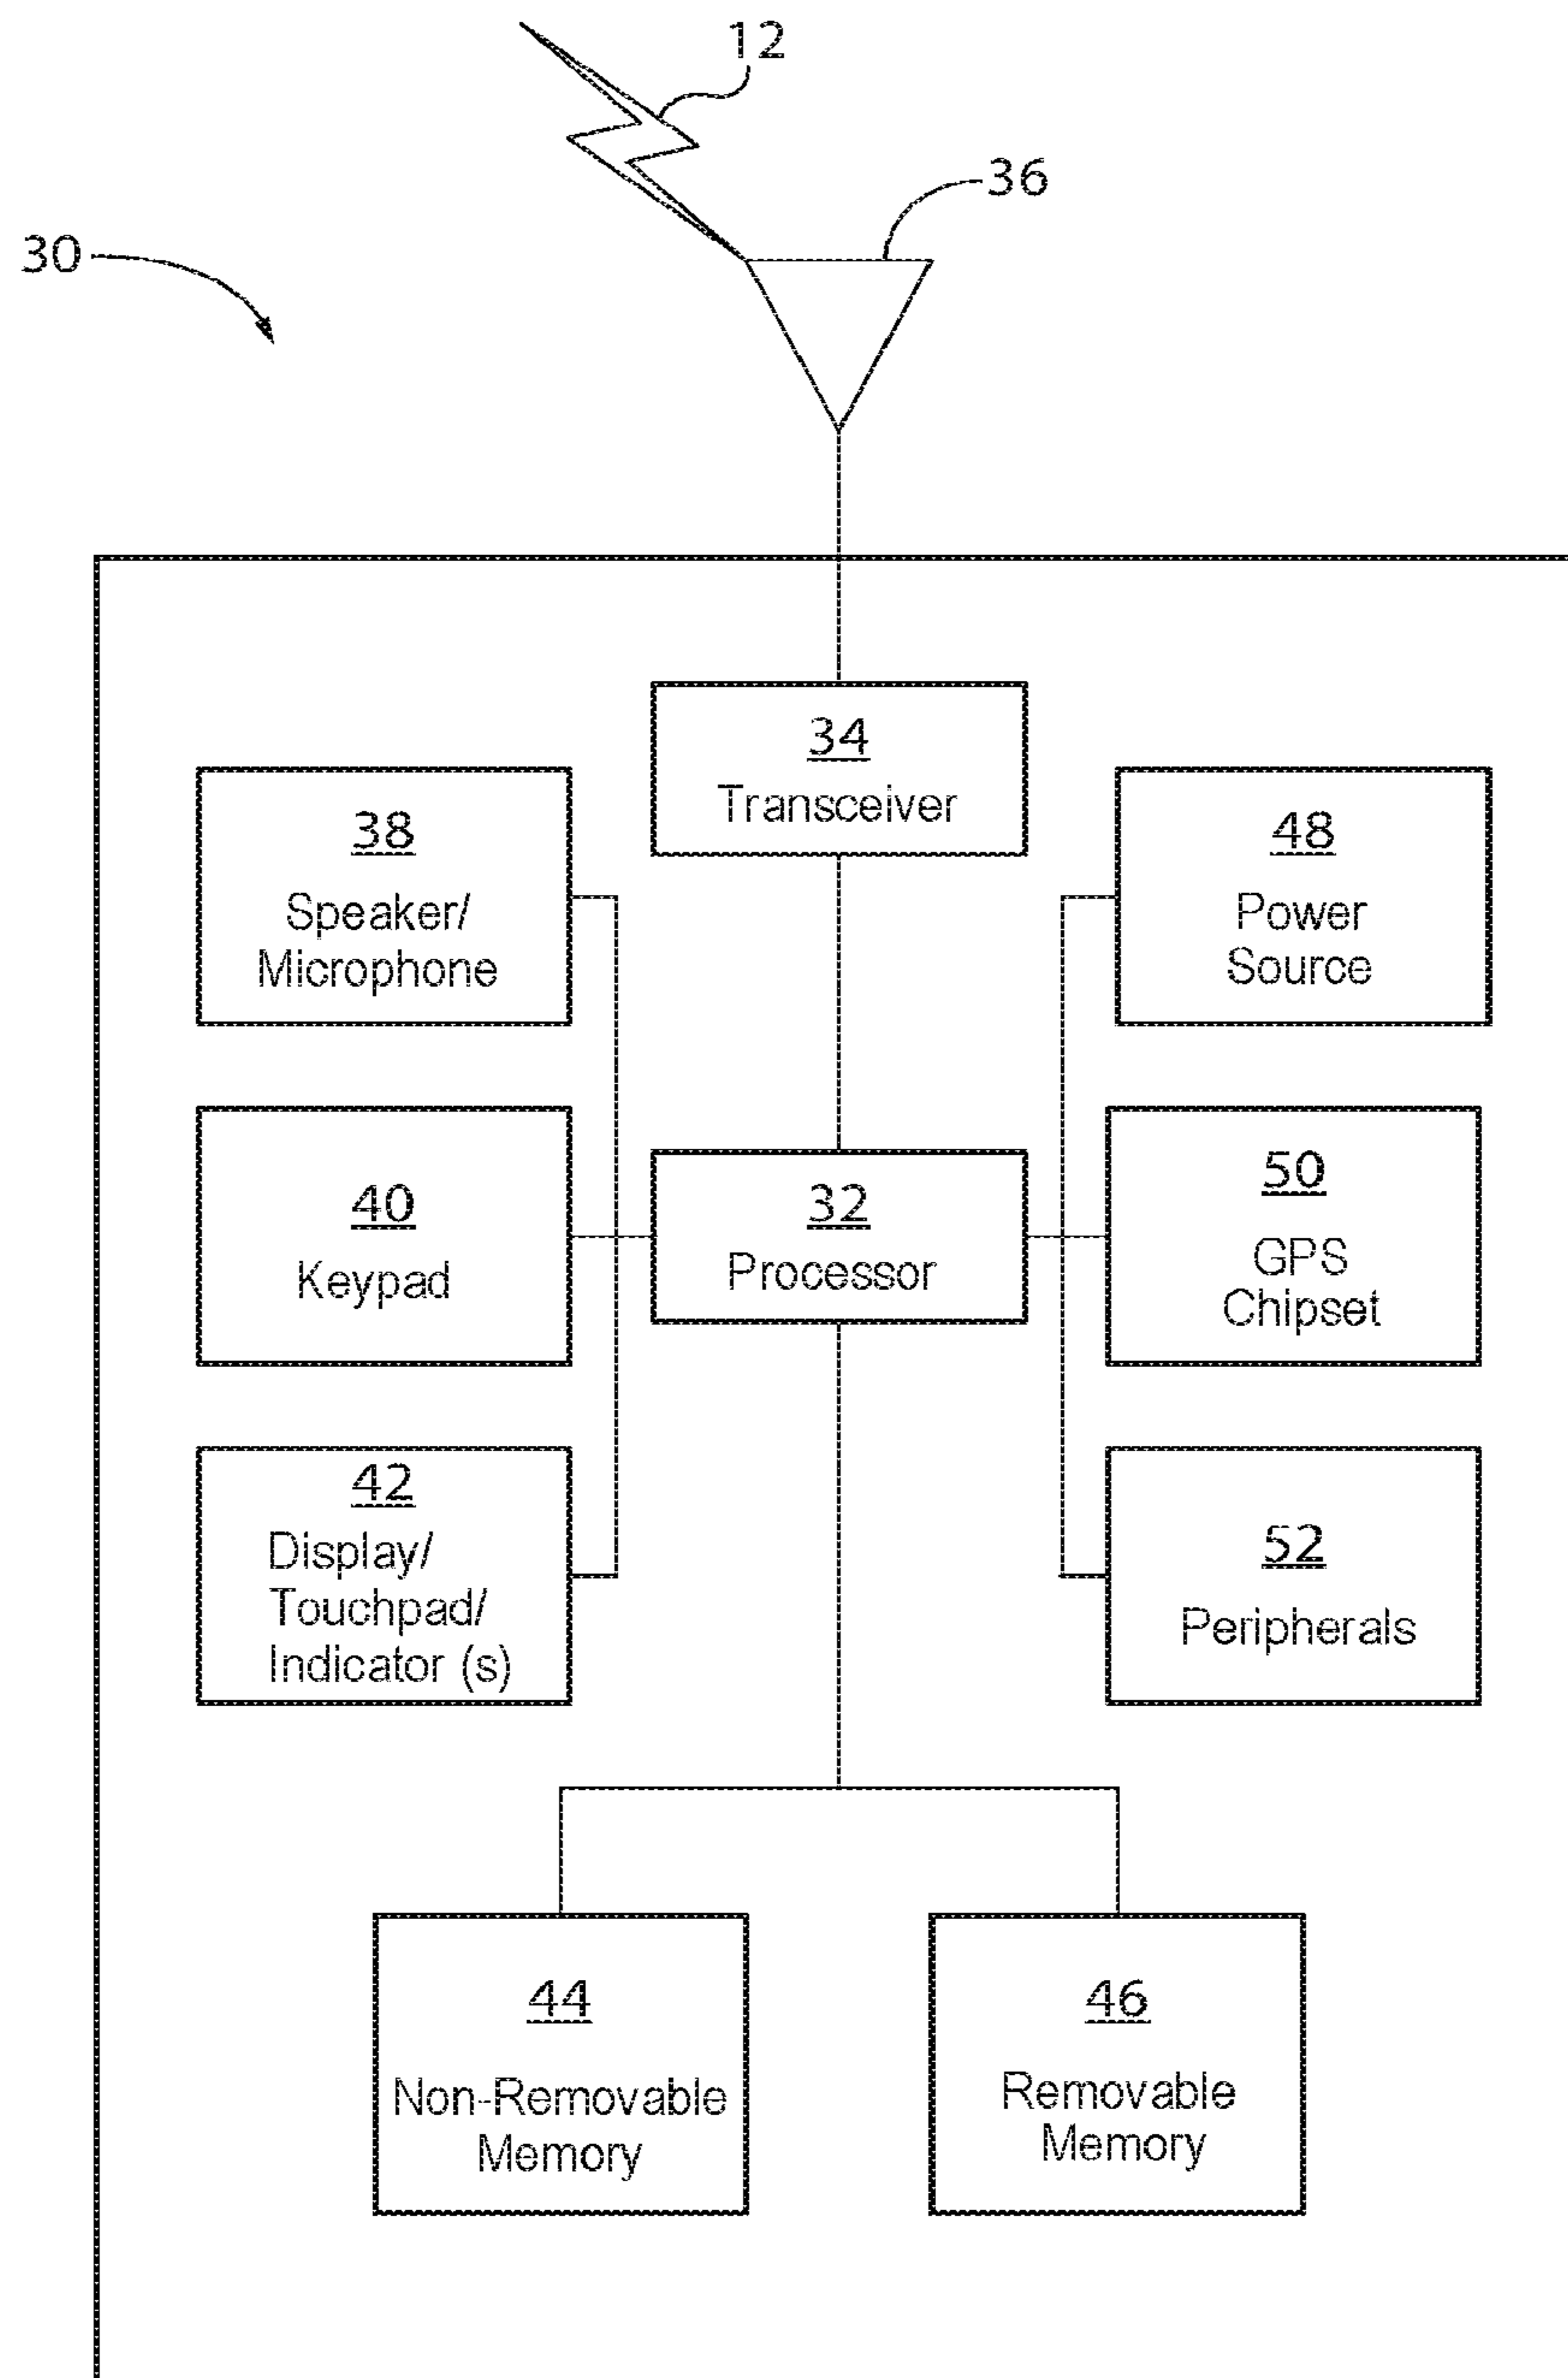 12
36
30
34
Transceiver
38
Speaker/
Microphone
48
Power
Source
40
Keypad
32
Processor
50
GPS
Chipset
42
Display/
Touchpad/
Indicator (s)
52
Peripherals
44
Non-Removable
Memory
46
Removable
Memory